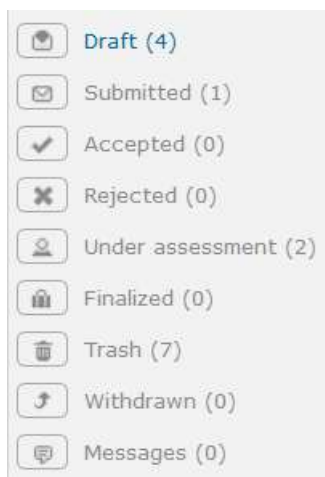 Draft (4)
Submitted (1)
Accepted (0)
Rejected (0)
Under assessment (2)
Finalized (0)
Trash (7)
Withdrawn (0)
Messages (0)